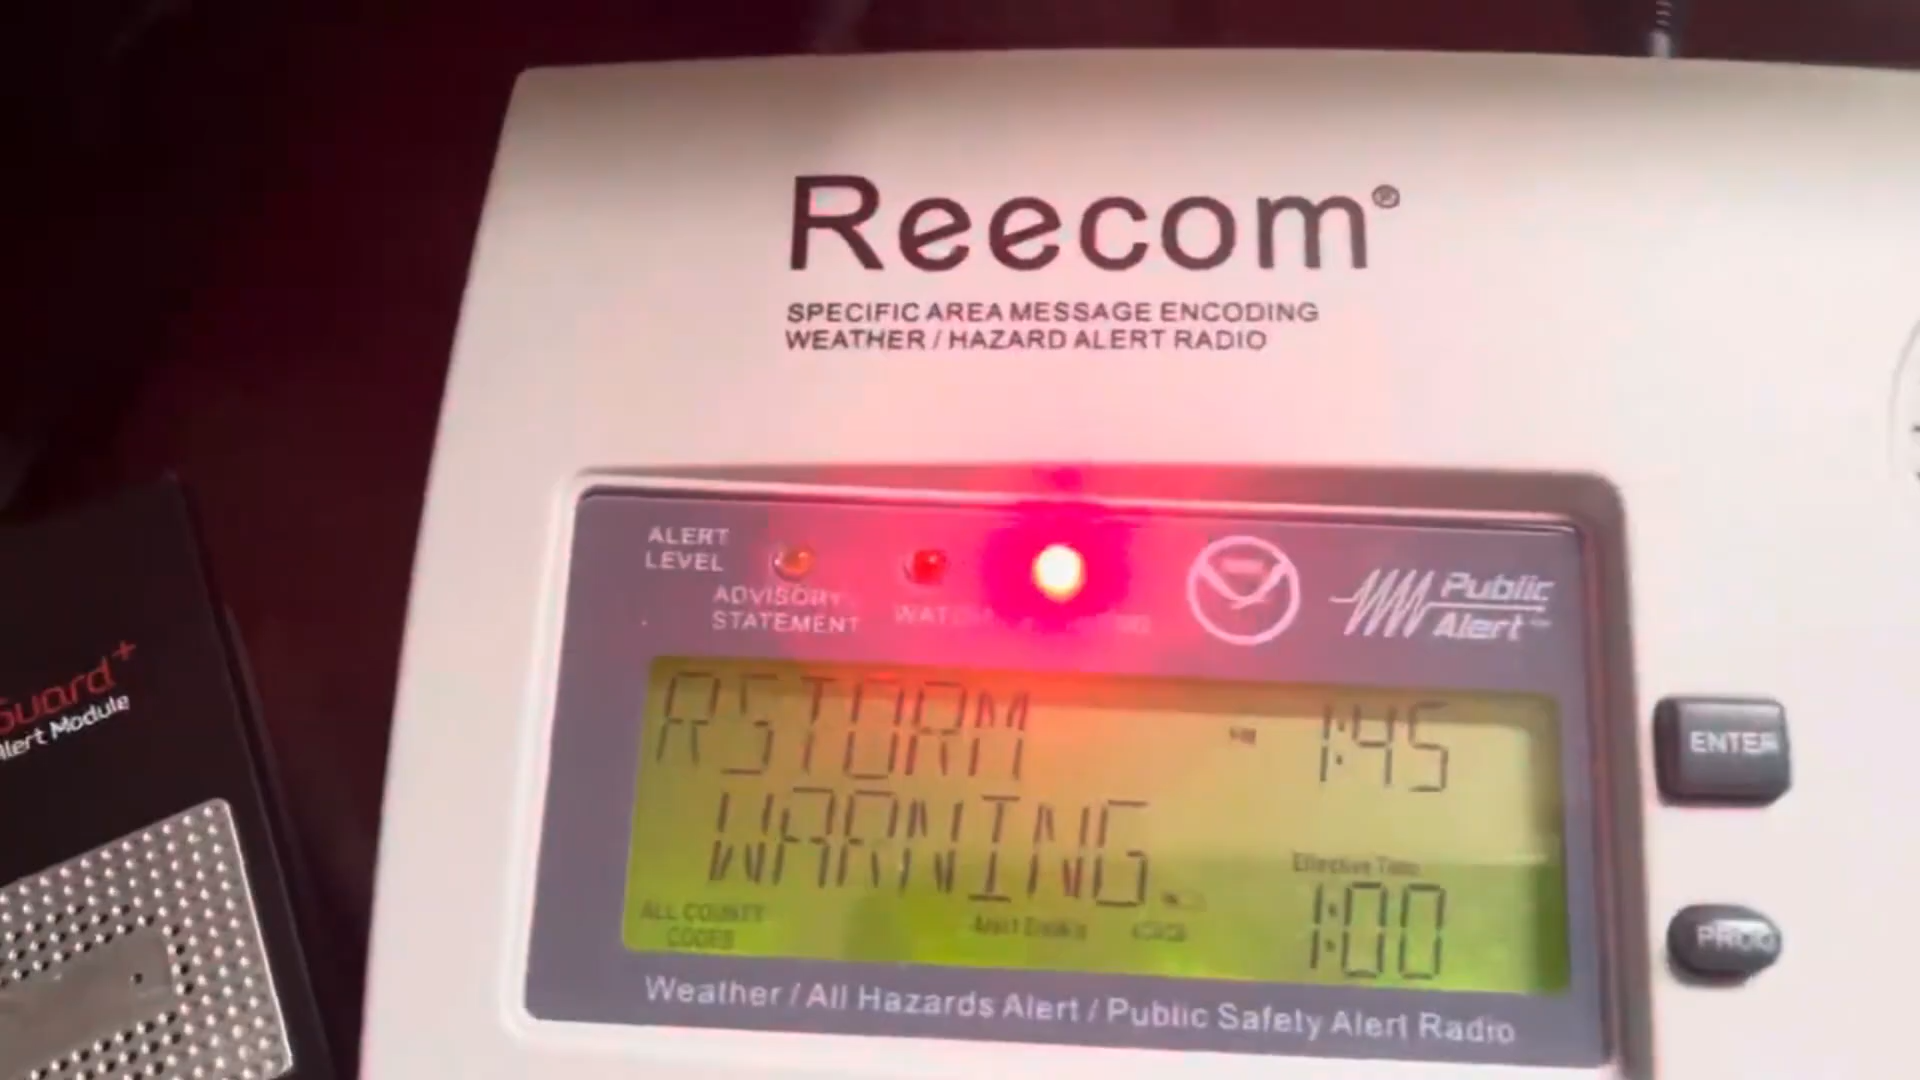 Reecom®
SPECIFIC AREA MESSAGE ENCODING
WEATHER / HAZARD ALERT RADIO
ALERT
LEVEL
ADVISORY
STATEMENT
Public
Alert
RSTORM
PM 1:45
WARNING
Effective Time
1:00
ALL COUNTY
CODES
Weather / All Hazards Alert / Public Safety Alert Radio
ENTER
PROG
Guard+
Alert Module